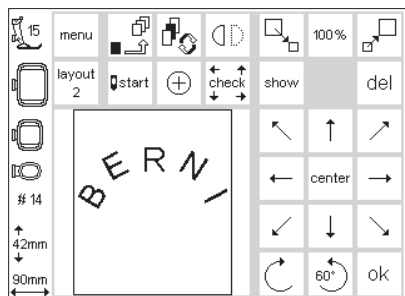 15 menu 100%
layout 2 start check show del
BERNI
center
# 14
42mm
90mm
60° ok